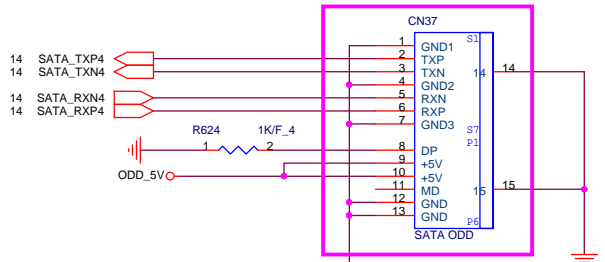 CN37
1 GND1 S1
14 SATA_TXP4 2 TXP
14 SATA_TXN4 3 TXN 14 14
4 GND2
14 SATA_RXN4 5 RXN
14 SATA_RXP4 6 RXP
7 GND3 S7
R624 1K/F_4 P1
1 2 8 DP
9 +5V
ODD_5V 10 +5V
11 MD 15 15
12 GND
13 GND P6
SATA ODD